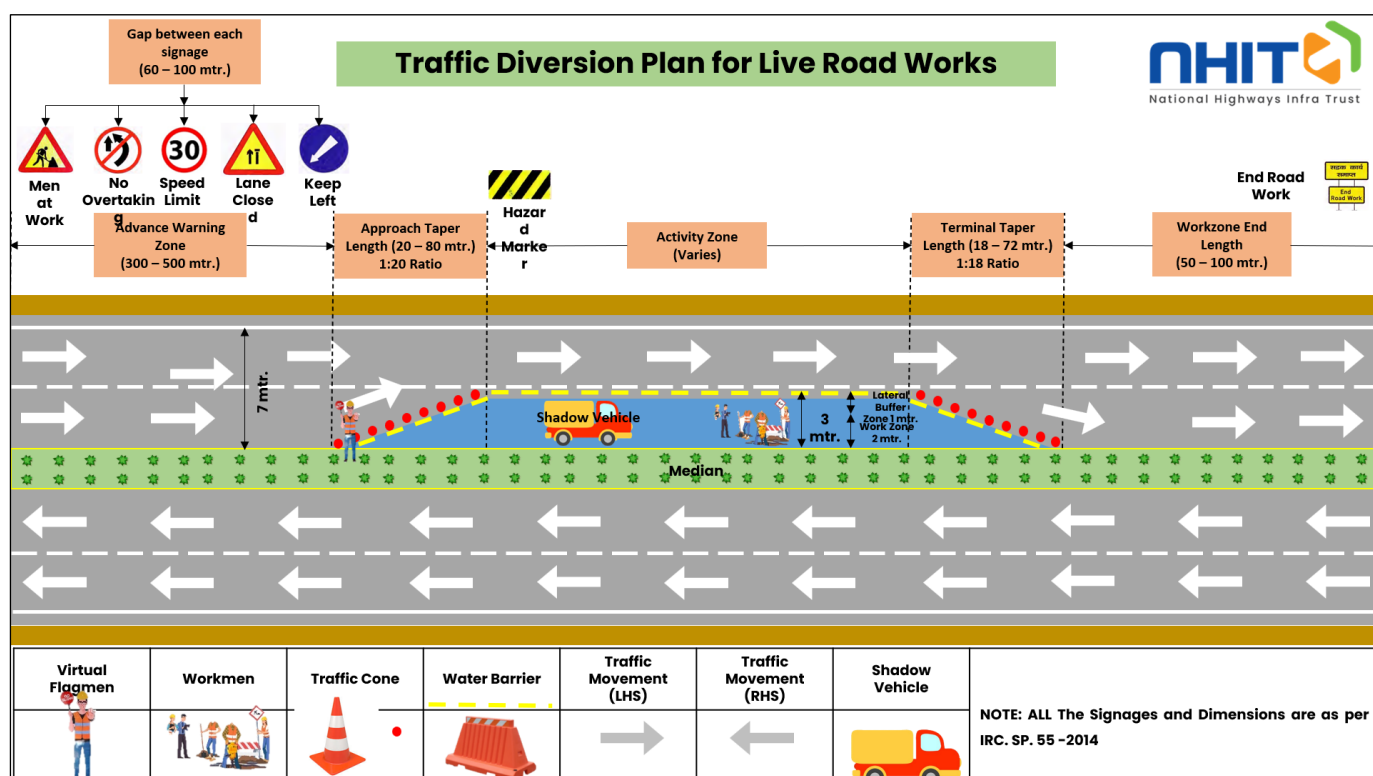 Gap between each
signage
(60 – 100 mtr.)
Traffic Diversion Plan for Live Road Works
NHIT
National Highways Infra Trust
30
Men
at
Work
No
Overtakin
g
Speed
Limit
Lane
Close
d
Keep
Left
Hazar
d
Marke
r
End Road
Work
सड़क कार्य
समाप्त
End
Road Work
Advance Warning
Zone
(300 – 500 mtr.)
Approach Taper
Length (20 – 80 mtr.)
1:20 Ratio
Activity Zone
(Varies)
Terminal Taper
Length (18 – 72 mtr.)
1:18 Ratio
Workzone End
Length
(50 – 100 mtr.)
7 mtr.
Shadow Vehicle
3
mtr.
Lateral
Buffer
Zone 1 mtr.
Work Zone
2 mtr.
Median
Virtual
Flagmen
Workmen
Traffic Cone
Water Barrier
Traffic
Movement
(LHS)
Traffic
Movement
(RHS)
Shadow
Vehicle
NOTE: ALL The Signages and Dimensions are as per
IRC. SP. 55 -2014